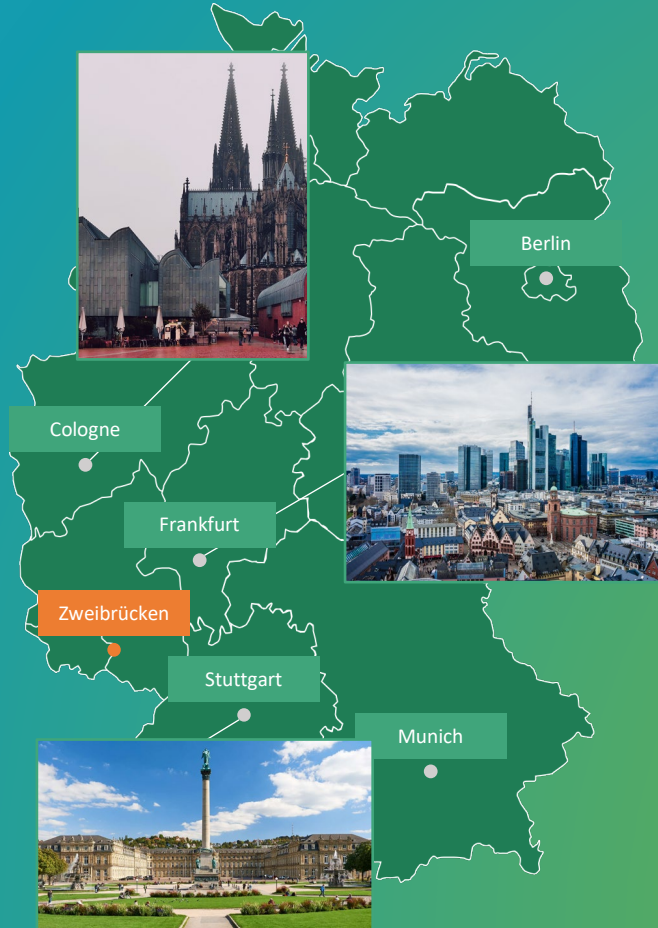 Berlin
Cologne
Frankfurt
Zweibrücken
Stuttgart
Munich